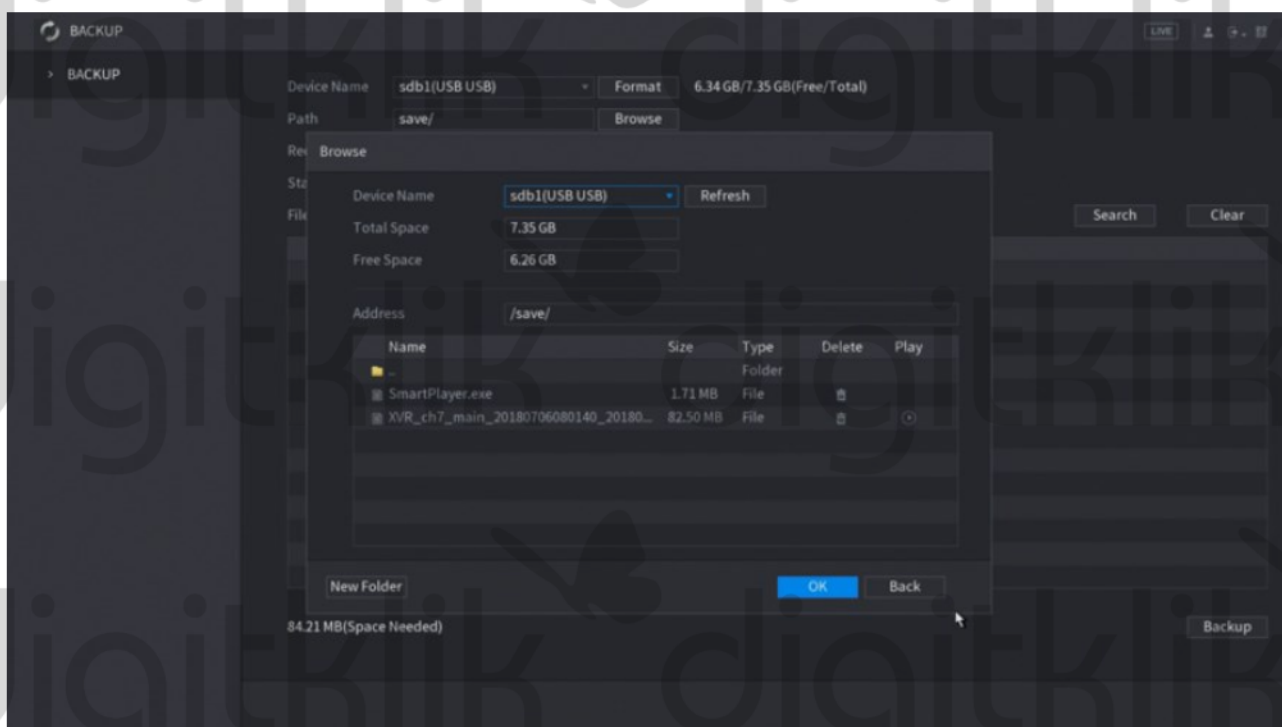 BACKUP
LIVE
> BACKUP
Device Name sdb1(USB USB) Format 6.34 GB/7.35 GB(Free/Total)
Path save/ Browse
Browse
Device Name sdb1(USB USB) Refresh
Total Space 7.35 GB
Search Clear
Free Space 6.26 GB
Address /save/
Name Size Type Delete Play
.. Folder
SmartPlayer.exe 1.71 MB File
XVR_ch7_main_20180706080140_20180... 82.50 MB File
New Folder OK Back
84.21 MB(Space Needed) Backup
digitklik